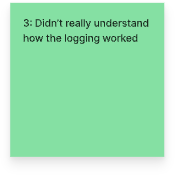 3: Didn't really understand
how the logging worked